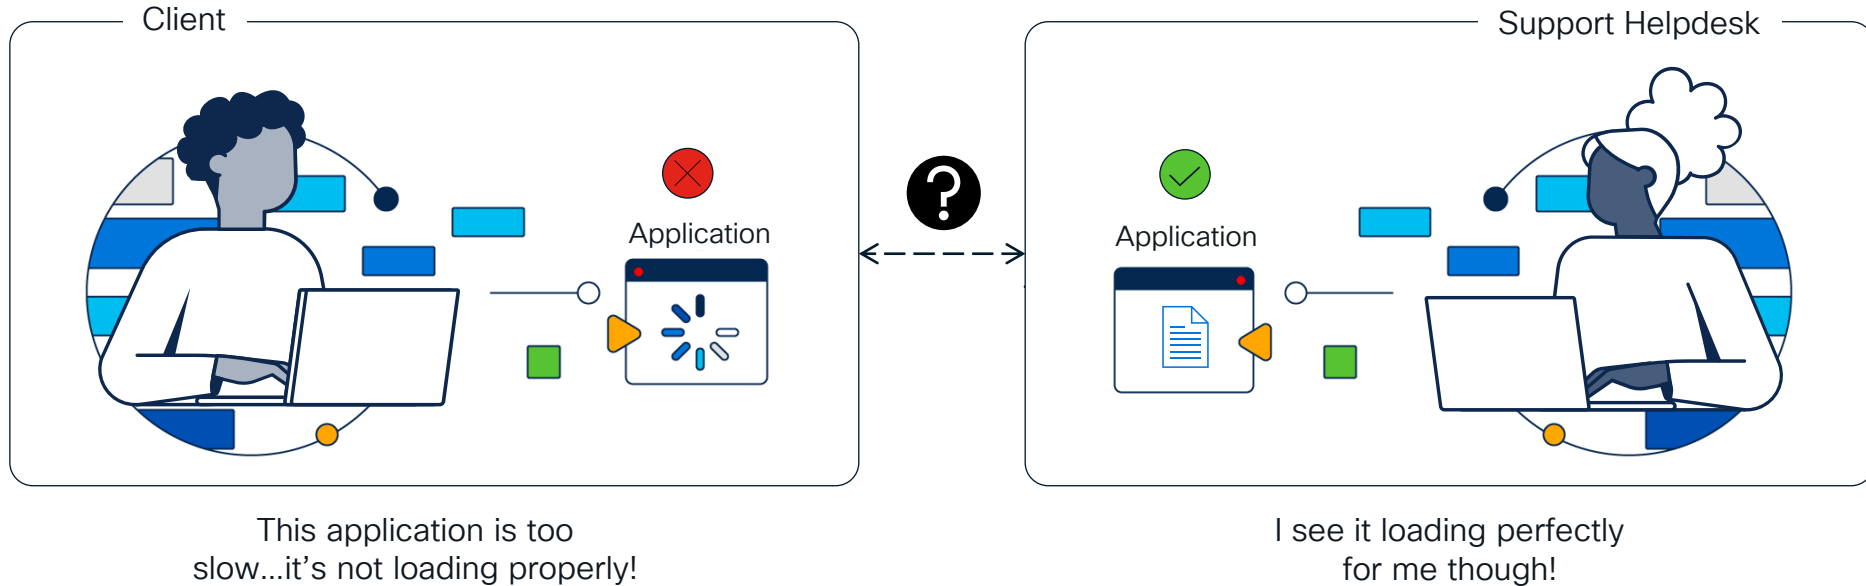 Client
Support Helpdesk
Application
?
Application
This application is too
slow...it's not loading properly!
I see it loading perfectly
for me though!